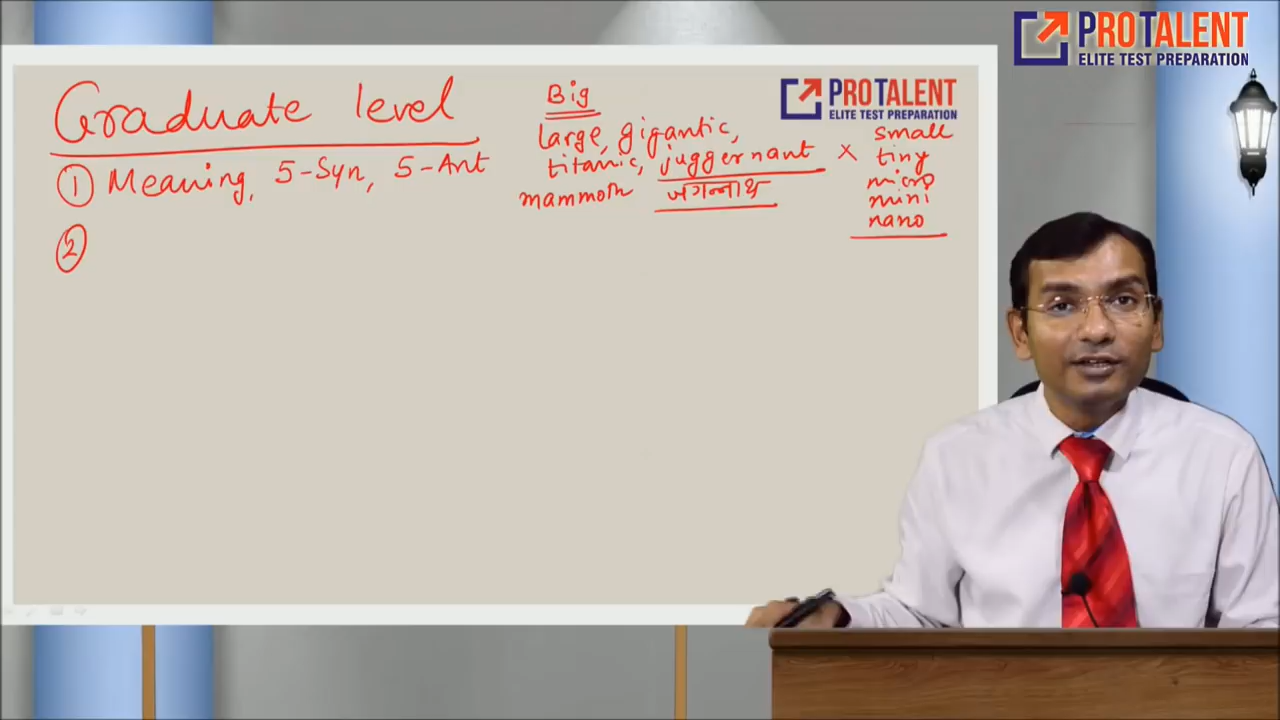 PROTALENT
ELITE TEST PREPARATION
PROTALENT
ELITE TEST PREPARATION
Graduate level
① Meaning, 5-Syn, 5-Ant
②
Big
large, gigantic,
titanic, juggernaut
mammoth जगन्नाथ
×
small
tiny
micro
mini
nano